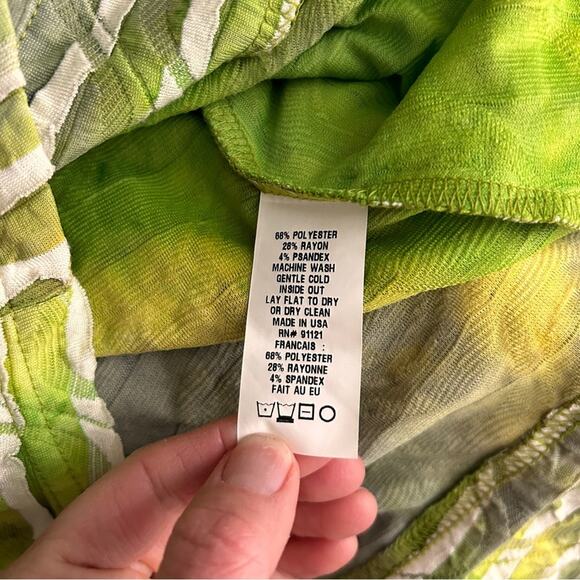 68% POLYESTER
28% RAYON
4% PSANDEX
MACHINE WASH
GENTLE COLD
INSIDE OUT
LAY FLAT TO DRY
OR DRY CLEAN
MADE IN USA
RN# 91121
FRANCAIS :
68% POLYESTER
28% RAYONNE
4% SPANDEX
FAIT AU EU